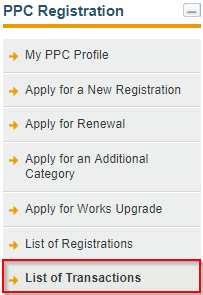 PPC Registration
My PPC Profile
Apply for a New Registration
Apply for Renewal
Apply for an Additional
Category
Apply for Works Upgrade
List of Registrations
List of Transactions